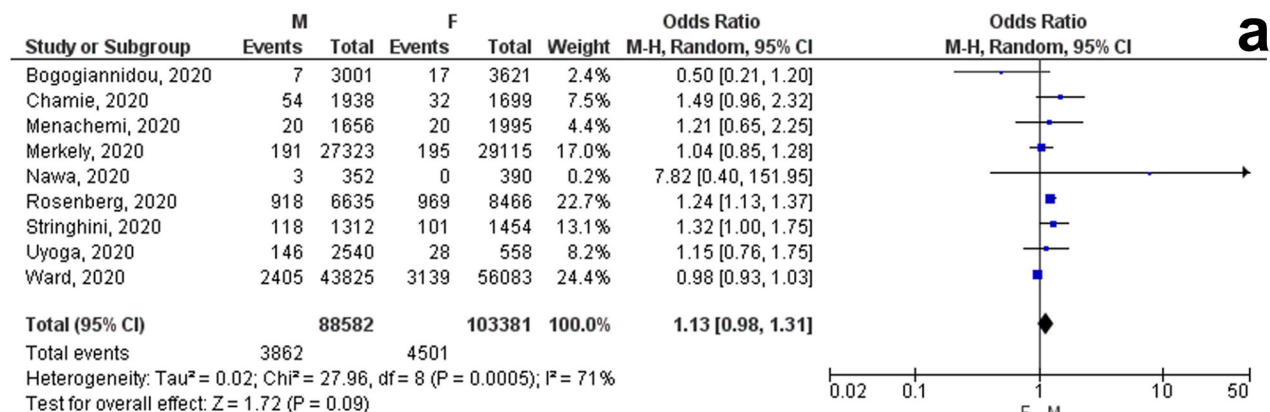 M F Odds Ratio Odds Ratio a
Study or Subgroup Events Total Events Total Weight M-H, Random, 95% CI M-H, Random, 95% CI
Bogogiannidou, 2020 7 3001 17 3621 2.4% 0.50 [0.21, 1.20]
Chamie, 2020 54 1938 32 1699 7.5% 1.49 [0.96, 2.32]
Menachemi, 2020 20 1656 20 1995 4.4% 1.21 [0.65, 2.25]
Merkely, 2020 191 27323 195 29115 17.0% 1.04 [0.85, 1.28]
Nawa, 2020 3 352 0 390 0.2% 7.82 [0.40, 151.95]
Rosenberg, 2020 918 6635 969 8466 22.7% 1.24 [1.13, 1.37]
Stringhini, 2020 118 1312 101 1454 13.1% 1.32 [1.00, 1.75]
Uyoga, 2020 146 2540 28 558 8.2% 1.15 [0.76, 1.75]
Ward, 2020 2405 43825 3139 56083 24.4% 0.98 [0.93, 1.03]
Total (95% CI) 88582 103381 100.0% 1.13 [0.98, 1.31]
Total events 3862 4501
Heterogeneity: Tau² = 0.02; Chi² = 27.96, df = 8 (P = 0.0005); I² = 71%
Test for overall effect: Z = 1.72 (P = 0.09)
0.02 0.1 1 10 50